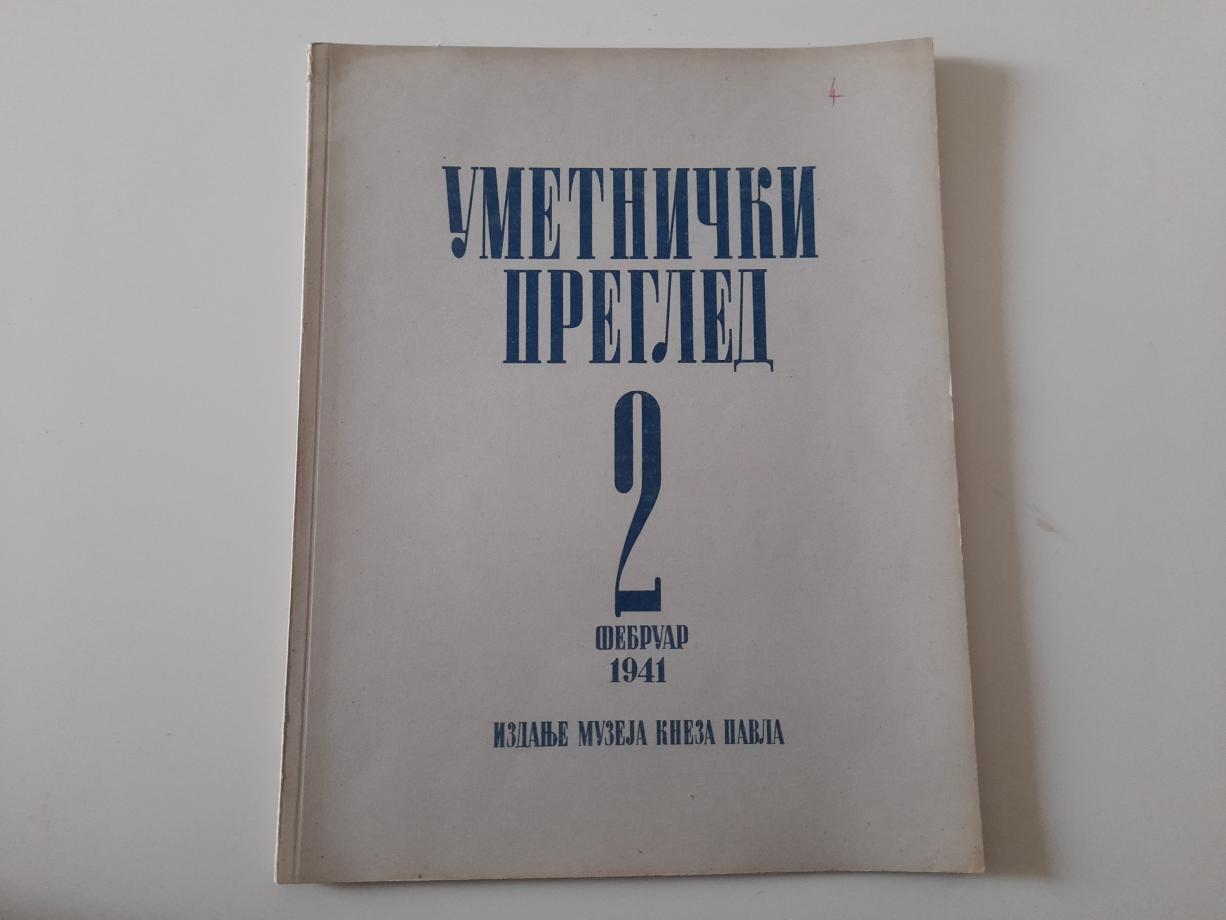 4
УМЕТНИЧКИ
ПРЕГЛЕД
2
ФЕБРУАР
1941
ИЗДАЊЕ МУЗЕЈА КНЕЗА ПАВЛА